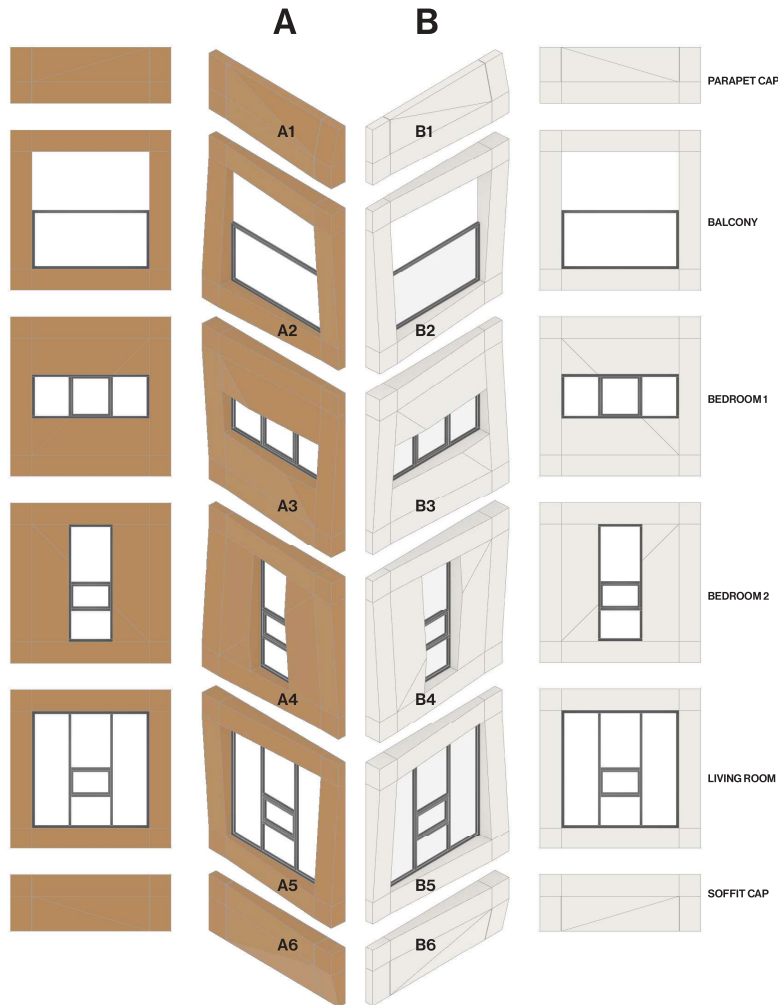 A B
A1 B1 PARAPET CAP
A2 B2 BALCONY
A3 B3 BEDROOM 1
A4 B4 BEDROOM 2
A5 B5 LIVING ROOM
A6 B6 SOFFIT CAP